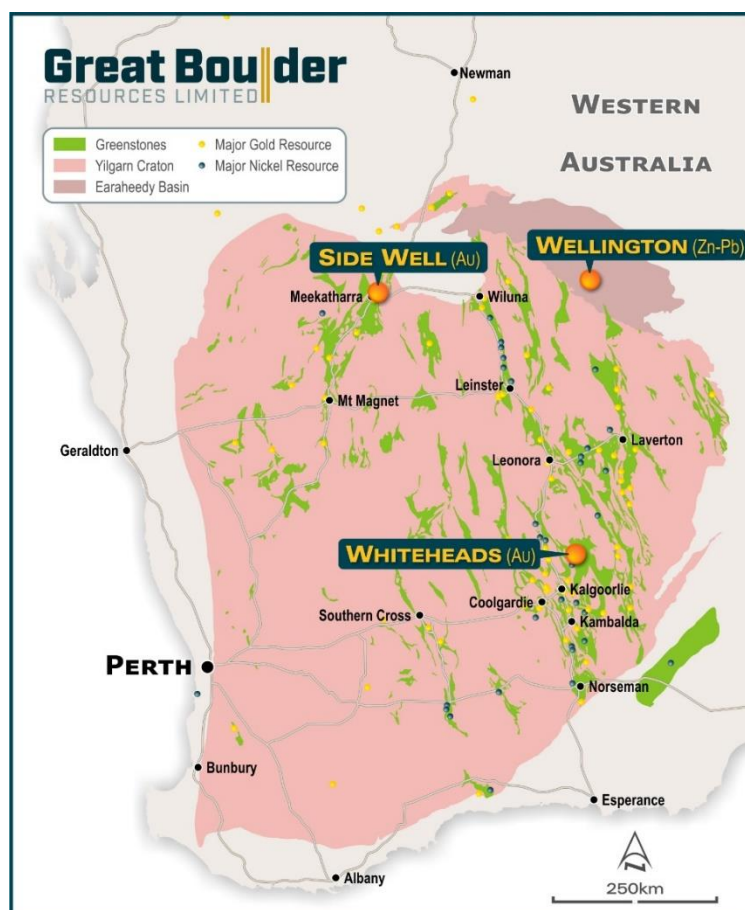 Great Boulder
RESOURCES LIMITED
Newman
WESTERN
AUSTRALIA
Greenstones
Major Gold Resource
Yilgarn Craton
Major Nickel Resource
Earaheedy Basin
SIDE WELL (Au)
WELLINGTON (Zn-Pb)
Meekatharra
Wiluna
Leinster
Mt Magnet
Geraldton
Laverton
Leonora
WHITEHEADS (Au)
Kalgoorlie
Coolgardie
Southern Cross
Kambalda
PERTH
Norseman
Bunbury
Esperance
Albany
N
250km